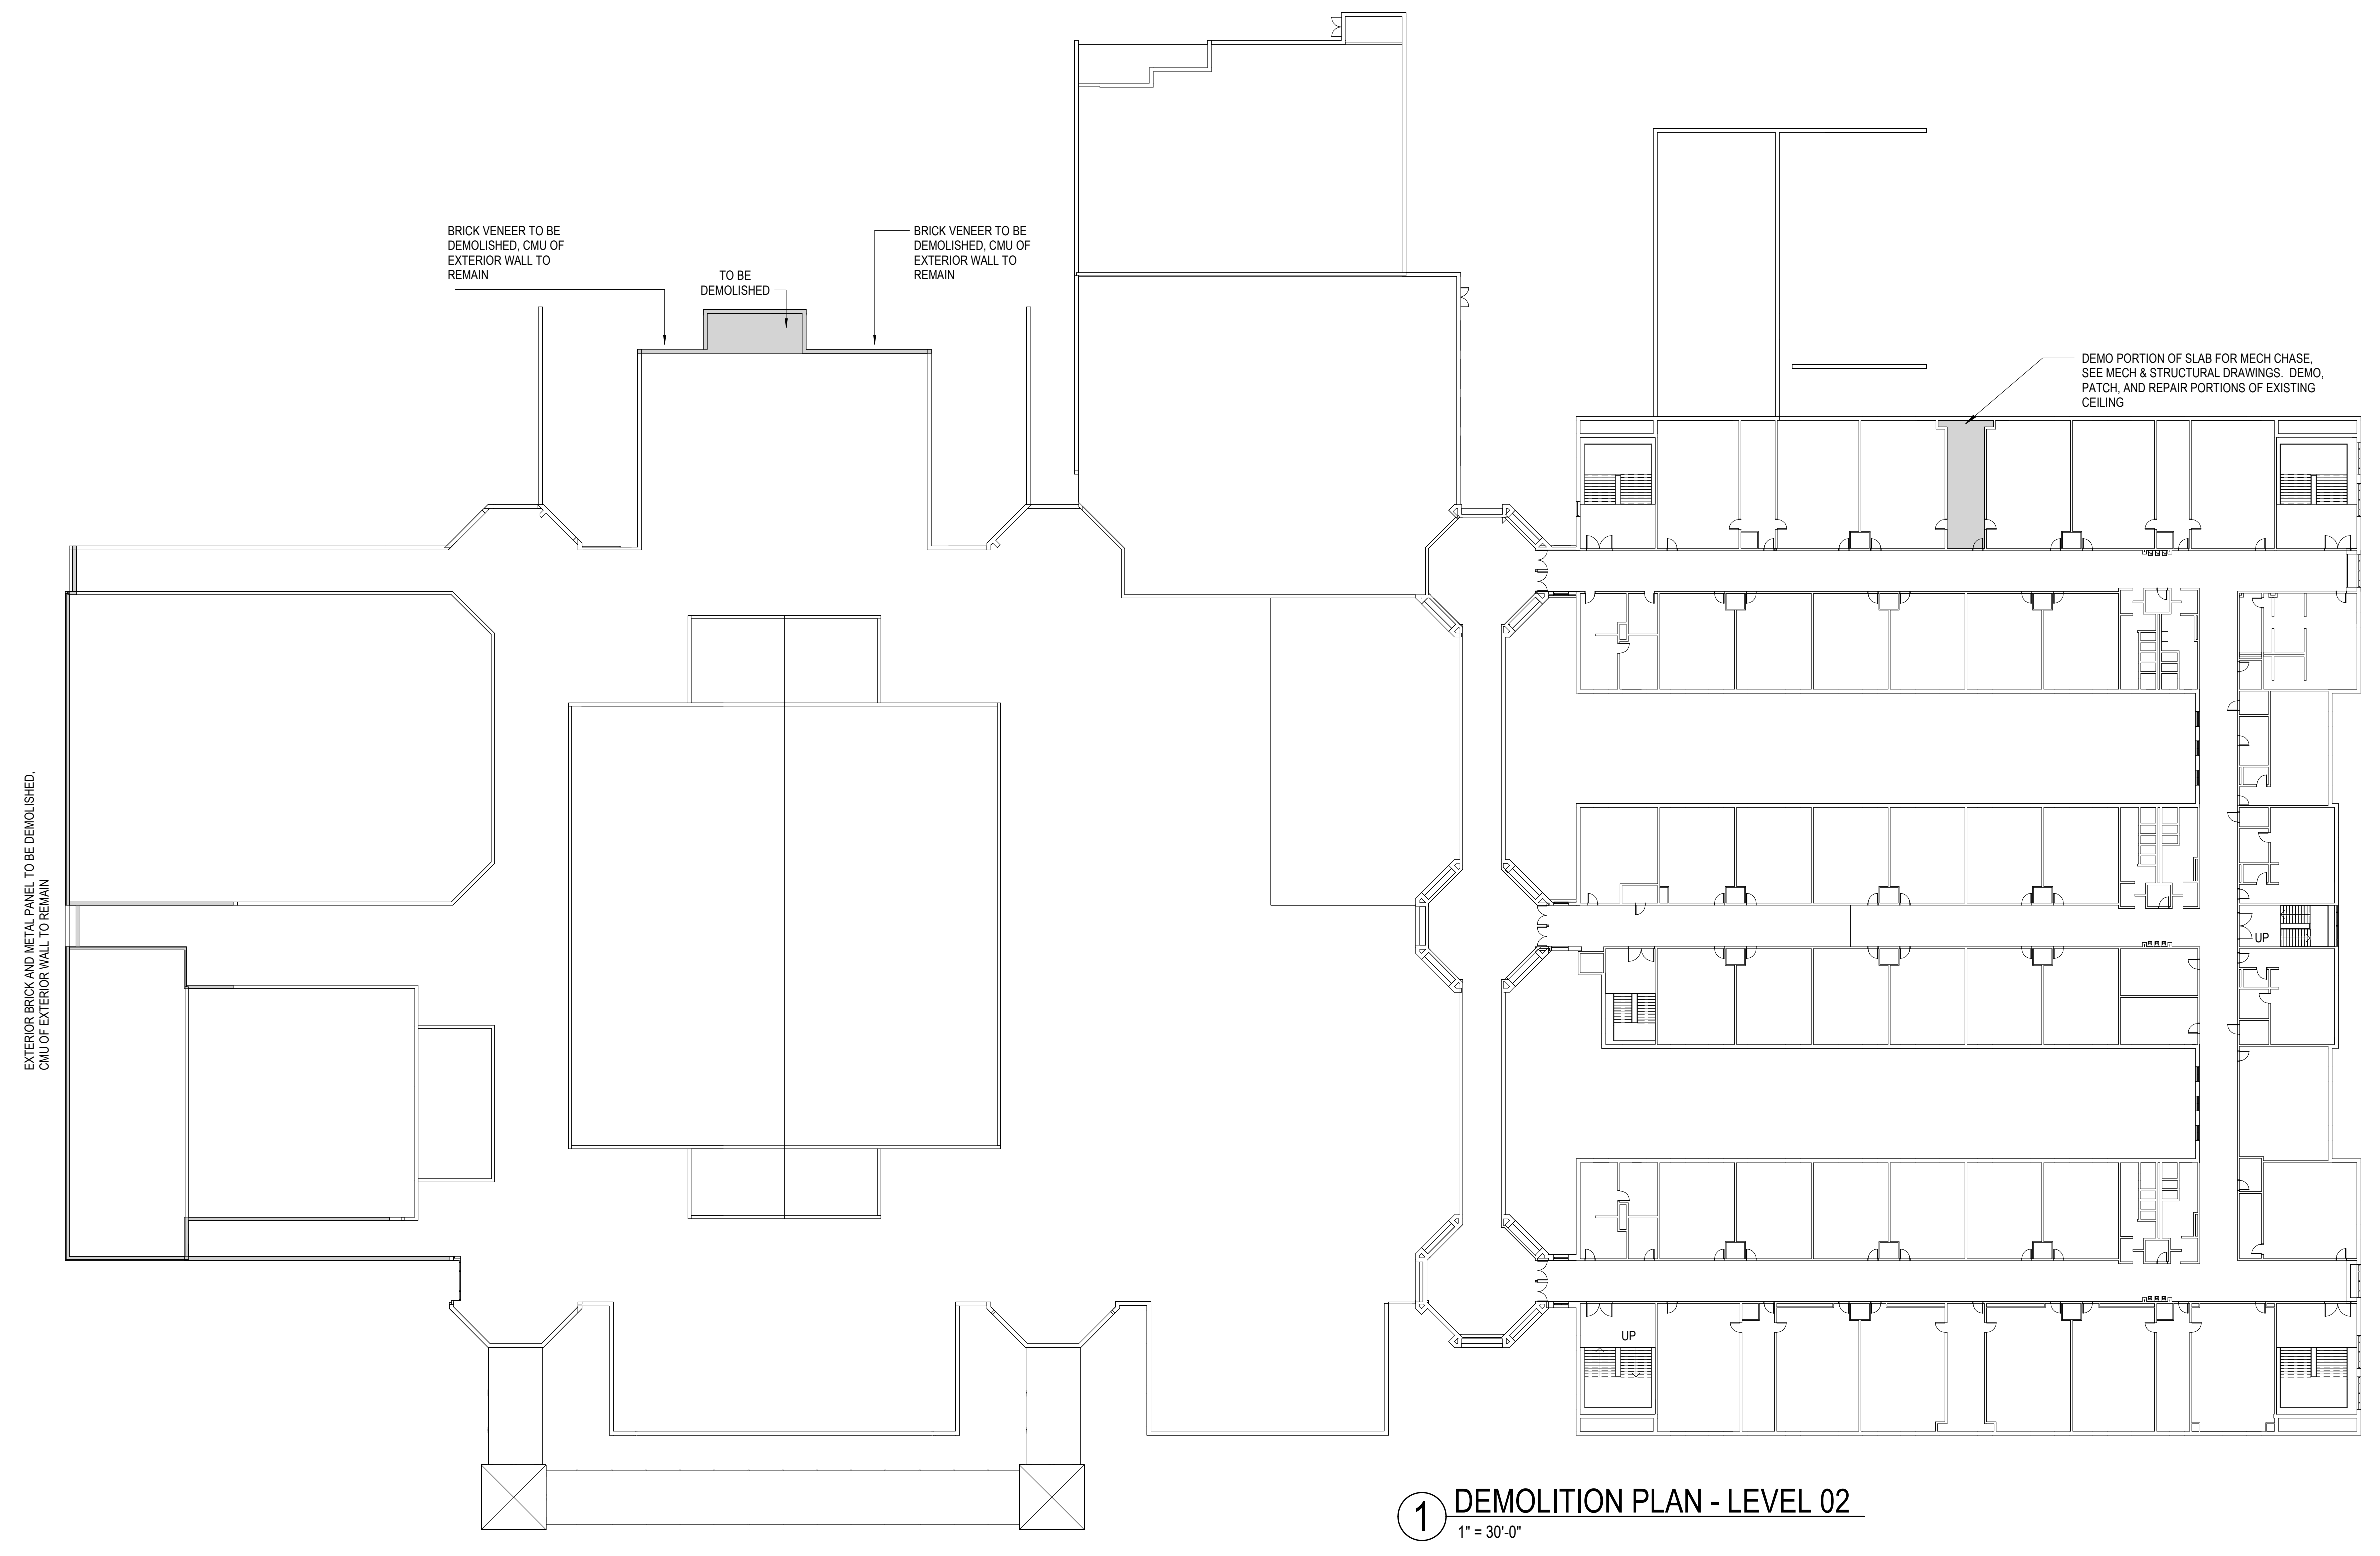 BRICK VENEER TO BE
DEMOLISHED, CMU OF
EXTERIOR WALL TO
REMAIN
TO BE
DEMOLISHED
BRICK VENEER TO BE
DEMOLISHED, CMU OF
EXTERIOR WALL TO
REMAIN
DEMO PORTION OF SLAB FOR MECH CHASE,
SEE MECH & STRUCTURAL DRAWINGS. DEMO,
PATCH, AND REPAIR PORTIONS OF EXISTING
CEILING
EXTERIOR BRICK AND METAL PANEL TO BE DEMOLISHED,
CMU OF EXTERIOR WALL TO REMAIN
UP
UP
1 DEMOLITION PLAN - LEVEL 02
1" = 30'-0"